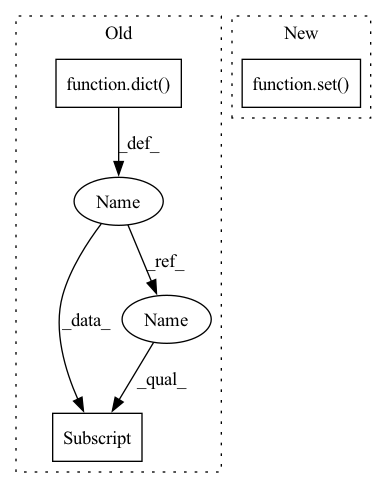 Old
New
function.dict()
function.set()
_def_
Name
_ref_
_data_
Name
_qual_
Subscript